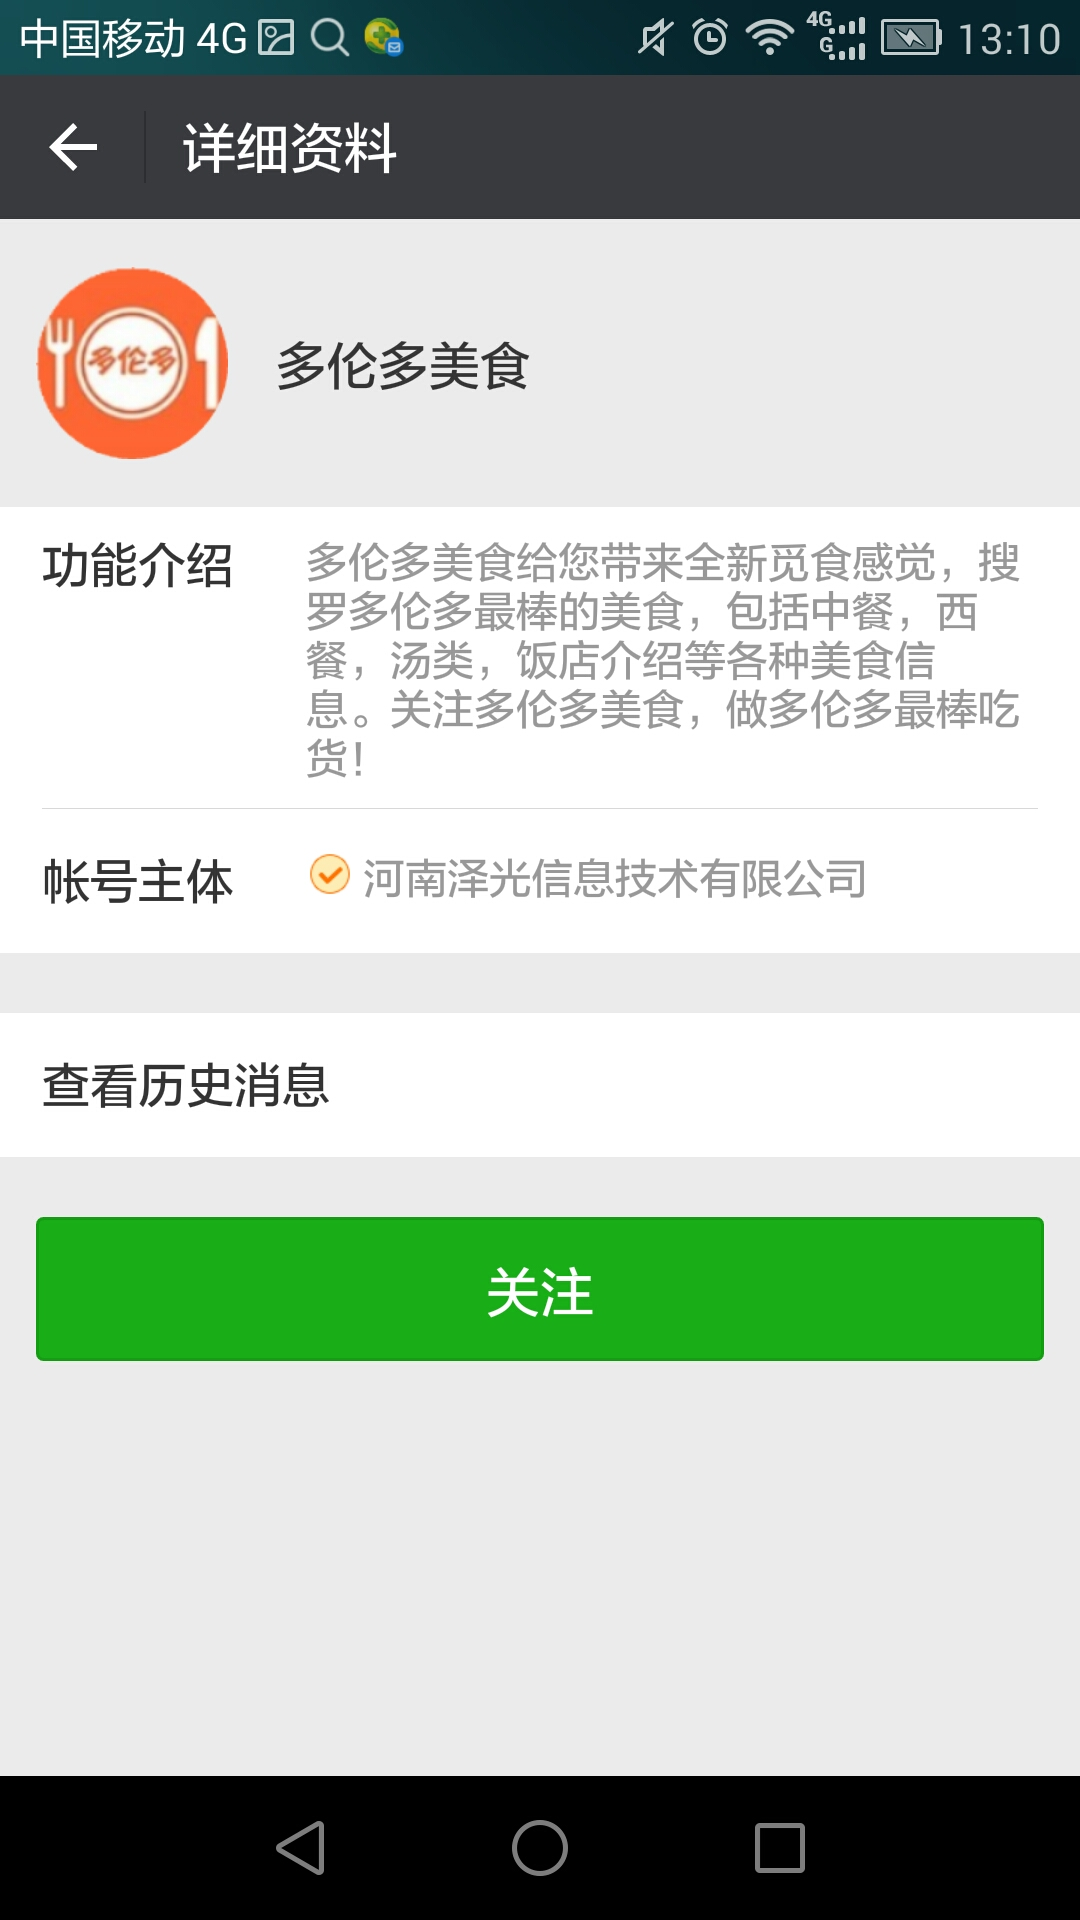 中国移动 4G 4G G 13:10
详细资料
多伦多
多伦多美食
功能介绍
多伦多美食给您带来全新觅食感觉，搜
罗多伦多最棒的美食，包括中餐，西
餐，汤类，饭店介绍等各种美食信
息。关注多伦多美食，做多伦多最棒吃
货！
帐号主体
河南泽光信息技术有限公司
查看历史消息
关注